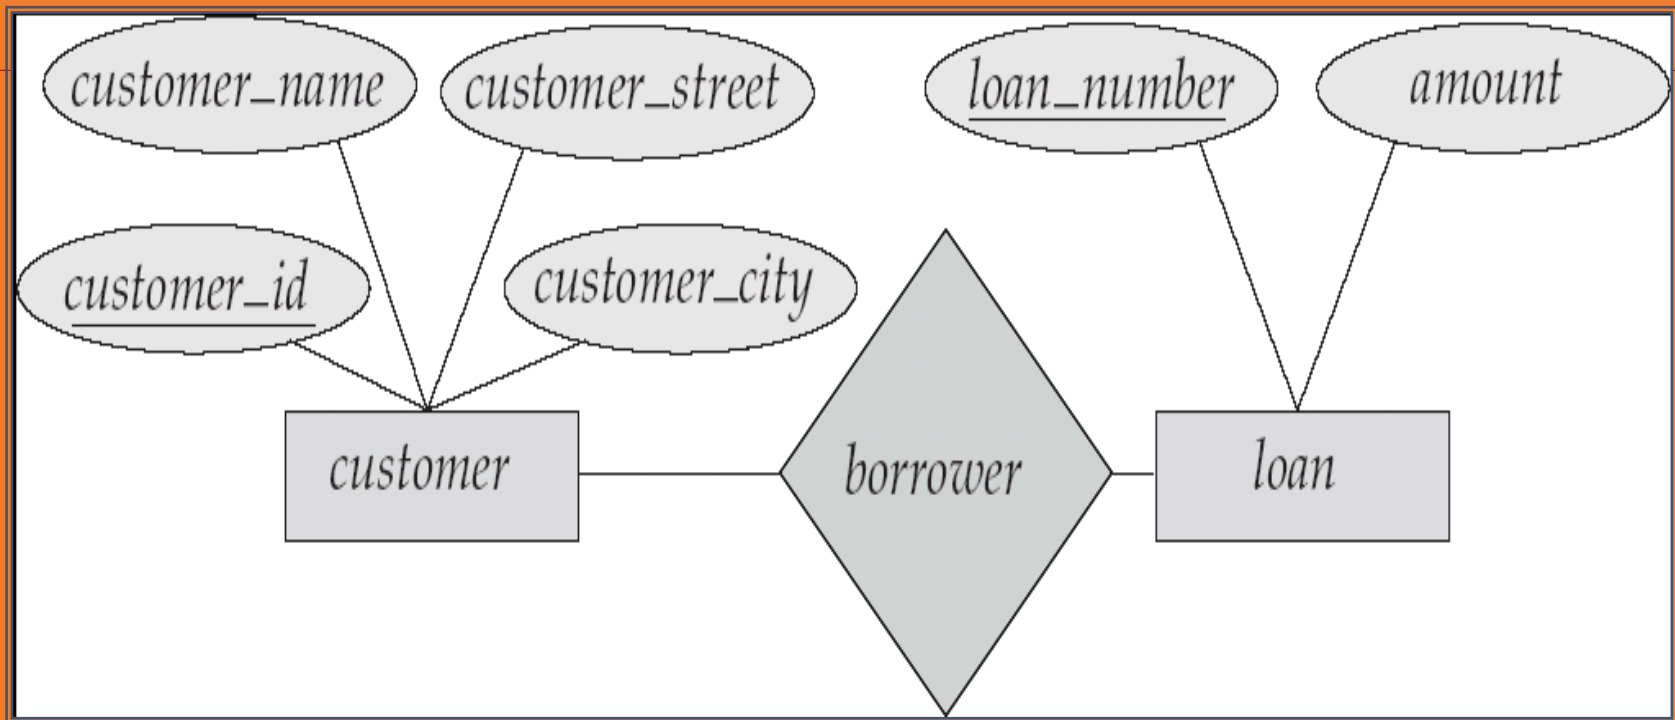 customer_name
customer_street
loan_number
amount
customer_id
customer_city
customer
borrower
loan